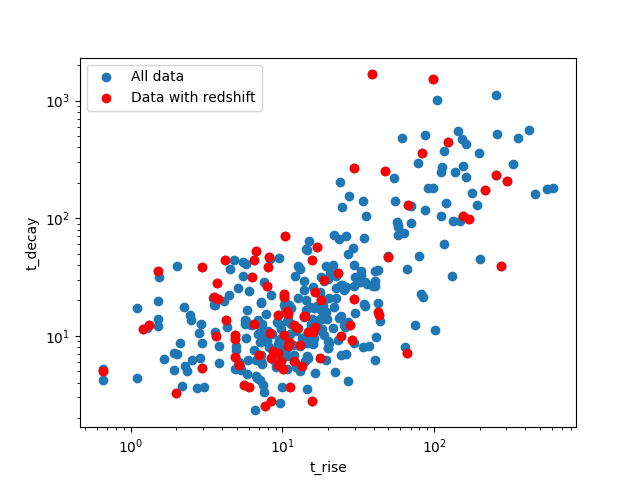 All data
Data with redshift
10³
10²
10¹
t_decay
10⁰ 10¹ 10² 
t_rise